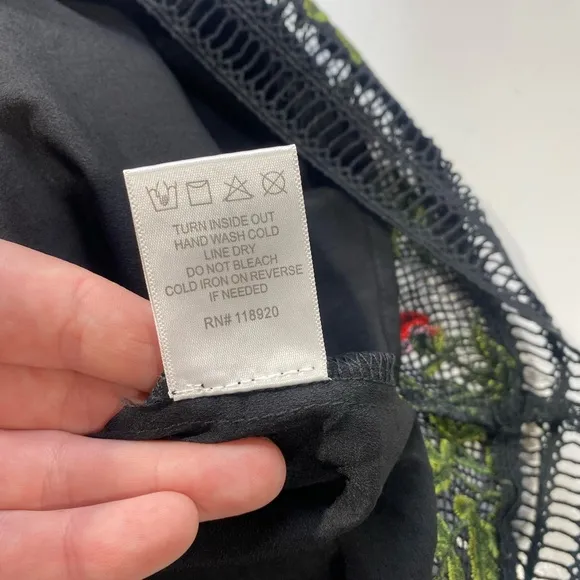 TURN INSIDE OUT
HAND WASH COLD
LINE DRY
DO NOT BLEACH
COLD IRON ON REVERSE
IF NEEDED
RN# 118920